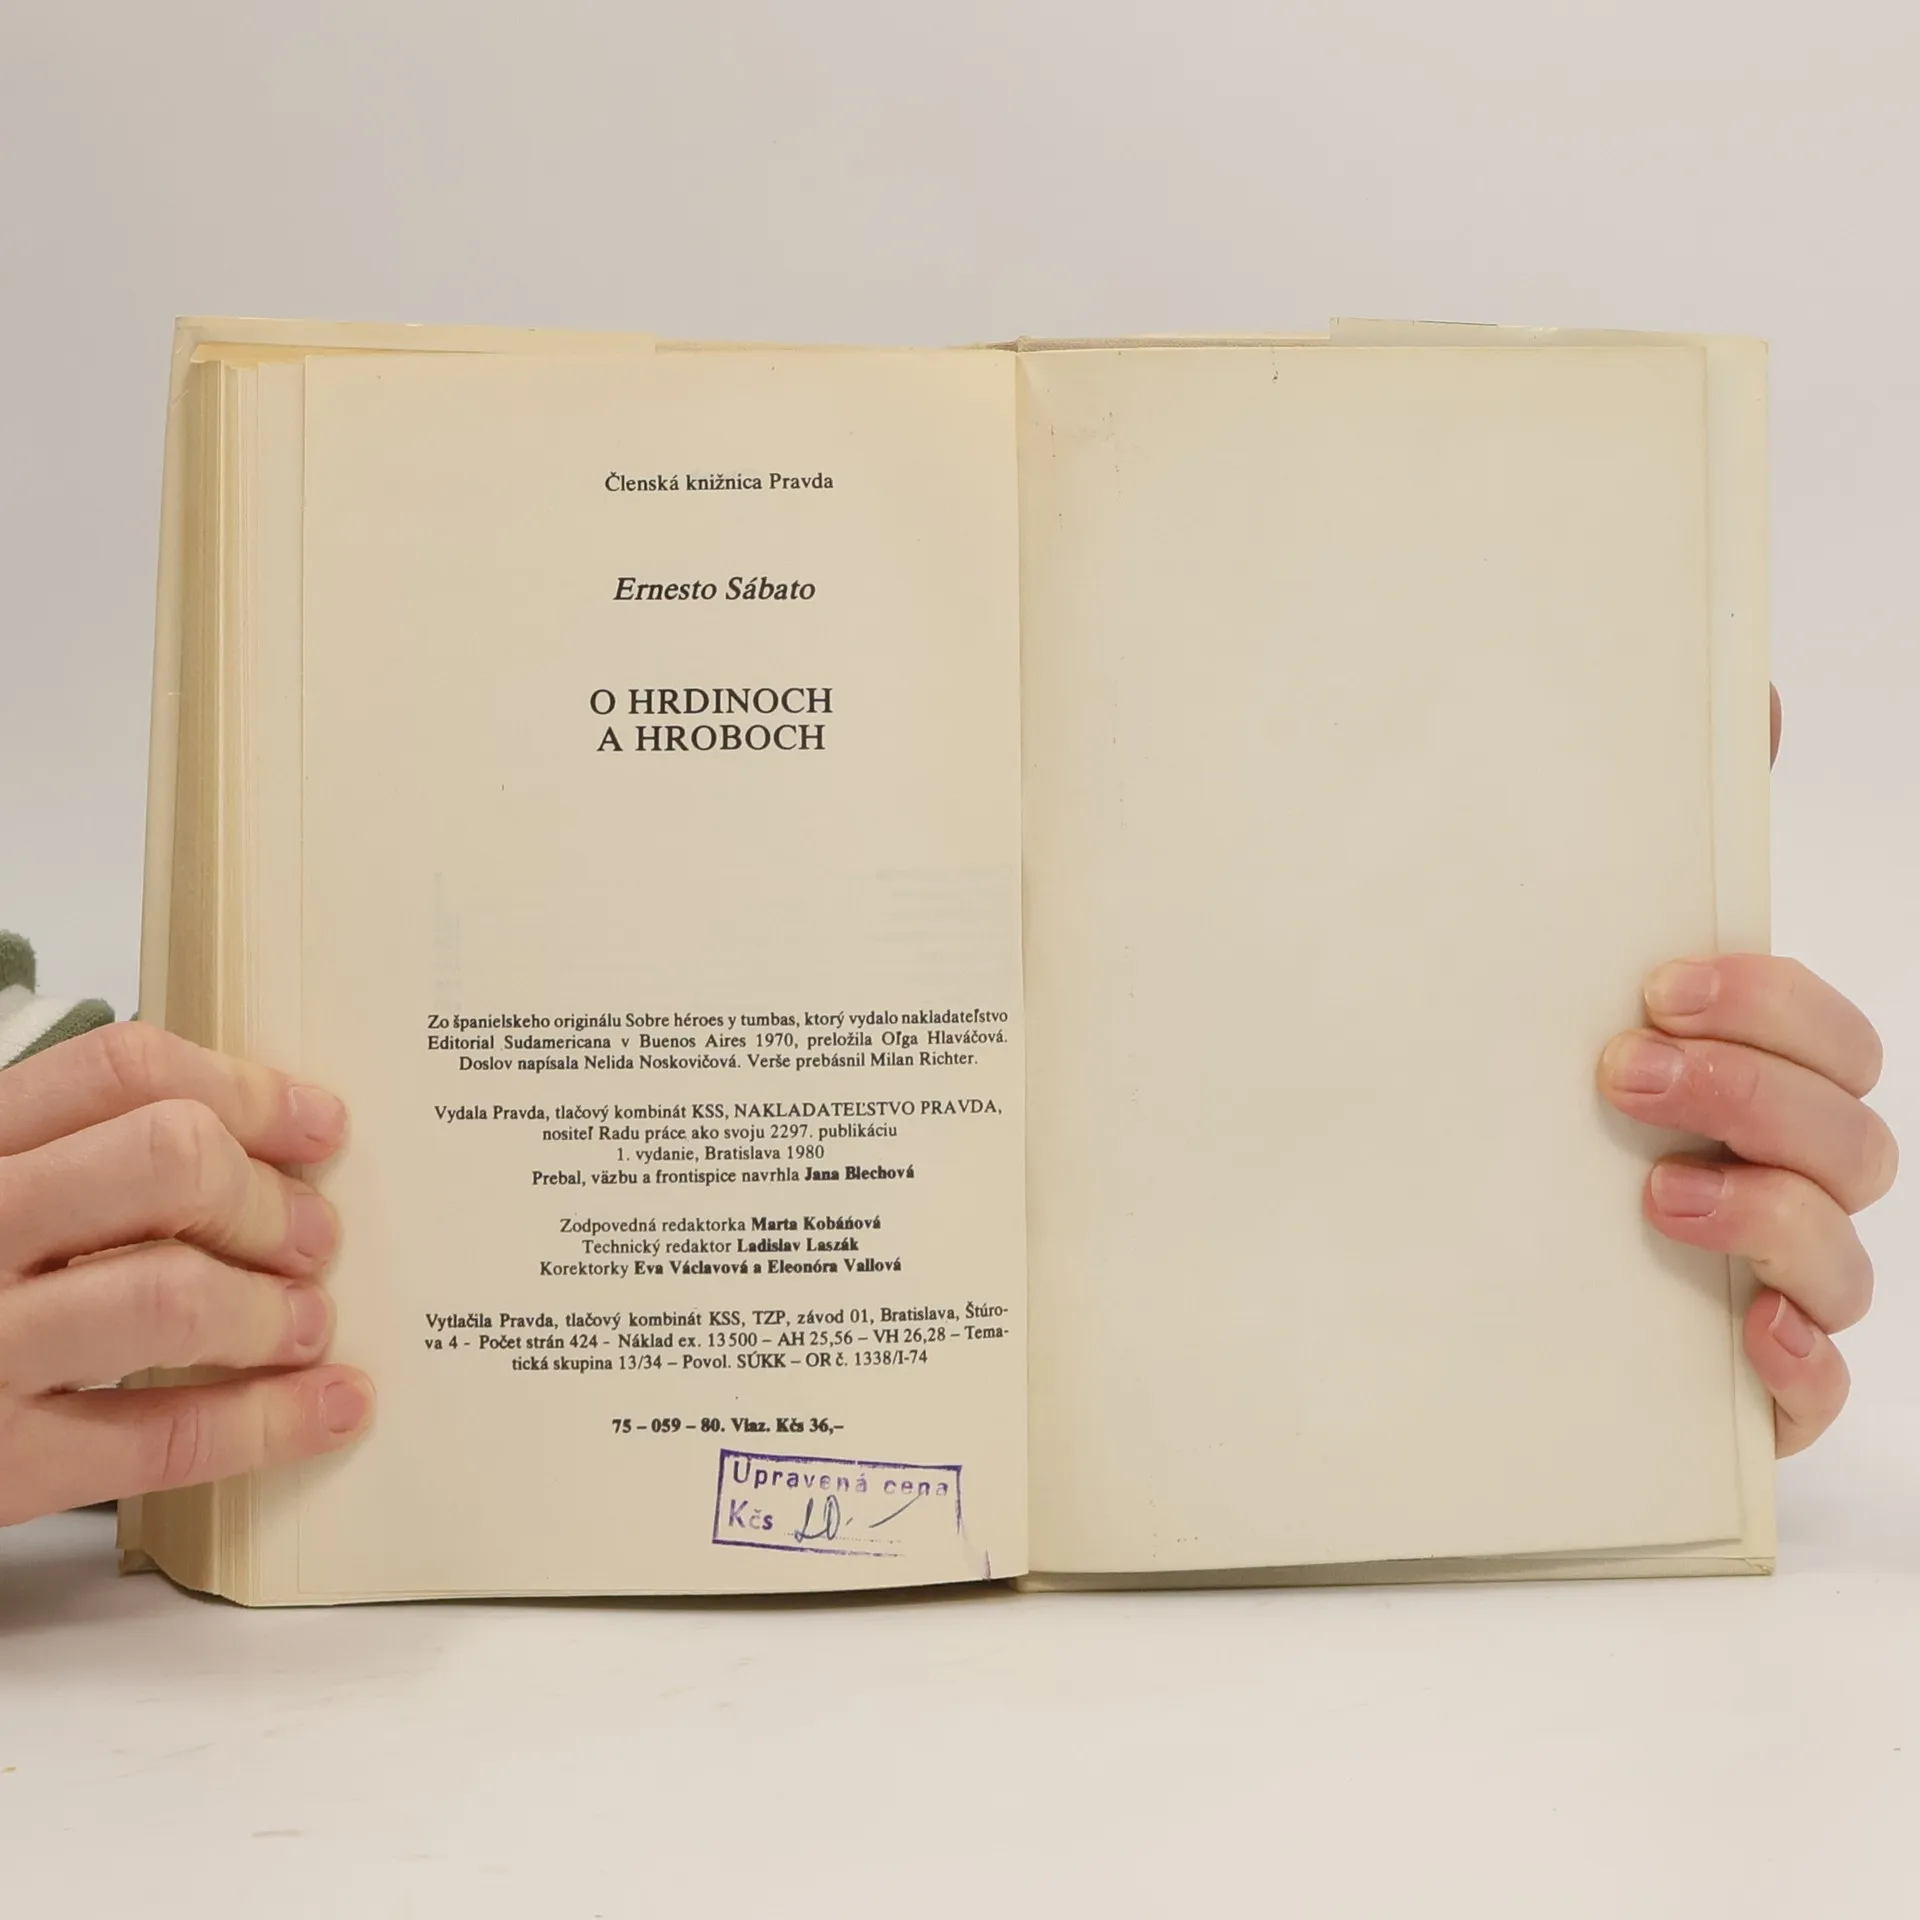 Členská knižnica Pravda
Ernesto Sábato
O HRDINOCH
A HROBOCH
Zo španielskeho originálu Sobre héroes y tumbas, ktorý vydalo nakladateľstvo
Editorial Sudamericana v Buenos Aires 1970, preložila Oľga Hlaváčová.
Doslov napísala Nelida Noskovičová. Verše prebásnil Milan Richter.
Vydala Pravda, tlačový kombinát KSS, NAKLADATEĽSTVO PRAVDA,
nositeľ Radu práce ako svoju 2297. publikáciu
1. vydanie, Bratislava 1980
Prebal, väzbu a frontispice navrhla Jana Blechová
Zodpovedná redaktorka Marta Kobáňová
Technický redaktor Ladislav Laszák
Korektorky Eva Václavová a Eleonóra Vallová
Vytlačila Pravda, tlačový kombinát KSS, TZP, závod 01, Bratislava, Štúro-
va 4 - Počet strán 424 - Náklad ex. 13 500 – AH 25,56 – VH 26,28 – Tema-
tická skupina 13/34 – Povol. SÚKK – OR č. 1338/I-74
75 – 059 – 80. Viaz. Kčs 36,–
Upravená cena
Kčs